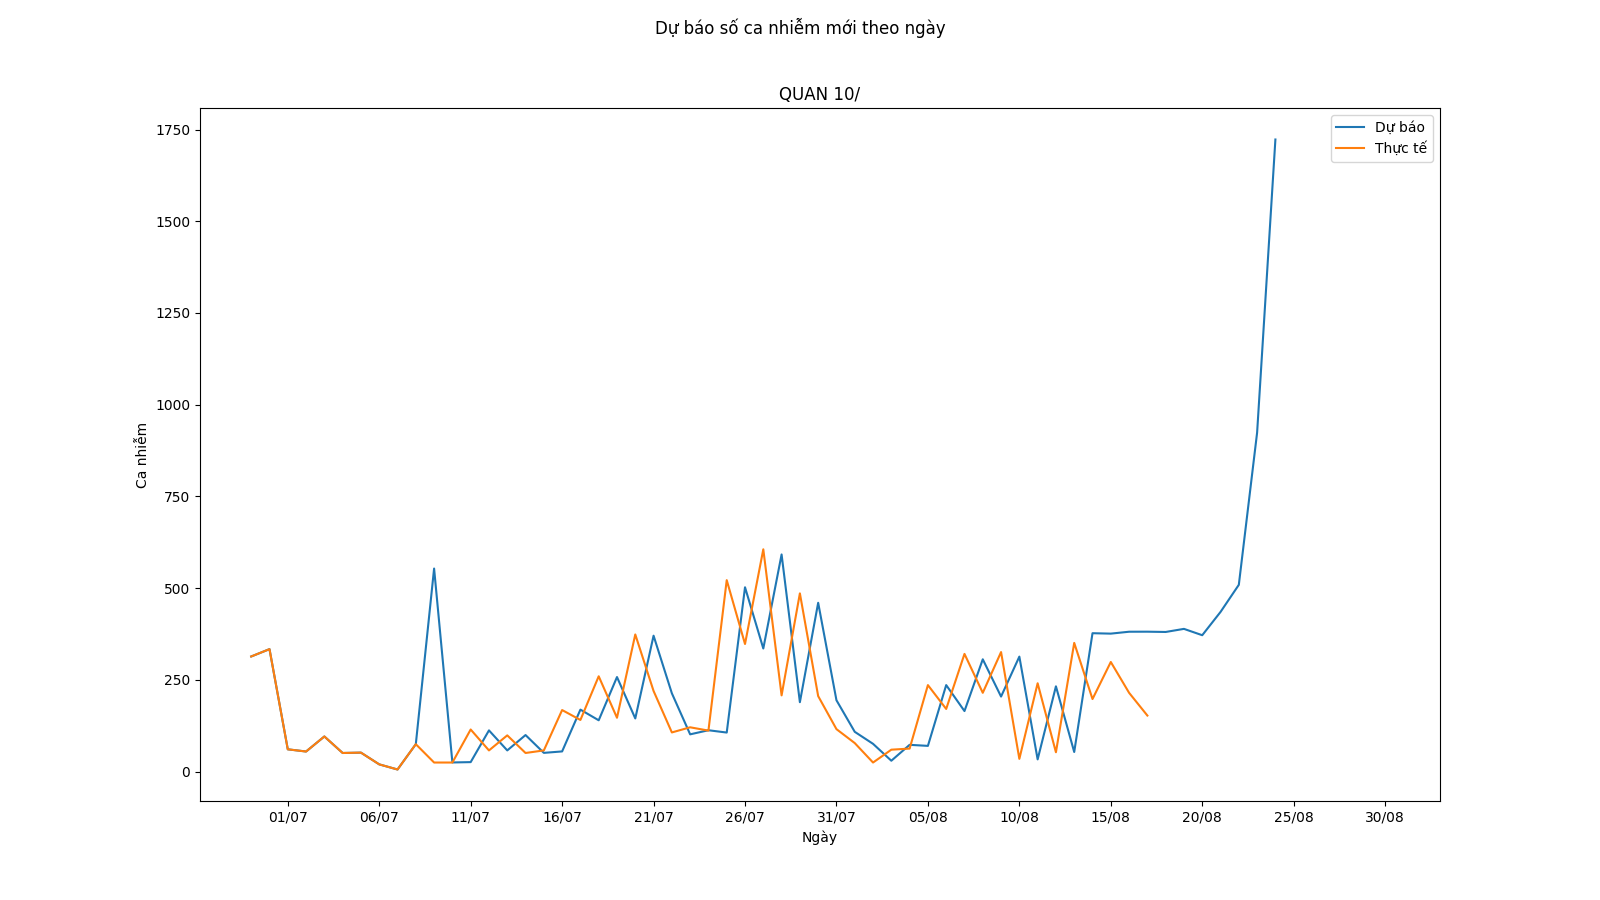 Dự báo số ca nhiễm mới theo ngày
QUAN 10/
Dự báo
Thực tế
1750
1500
1250
1000
750
500
250
0
Ca nhiễm
01/07 06/07 11/07 16/07 21/07 26/07 31/07 05/08 10/08 15/08 20/08 25/08 30/08
Ngày